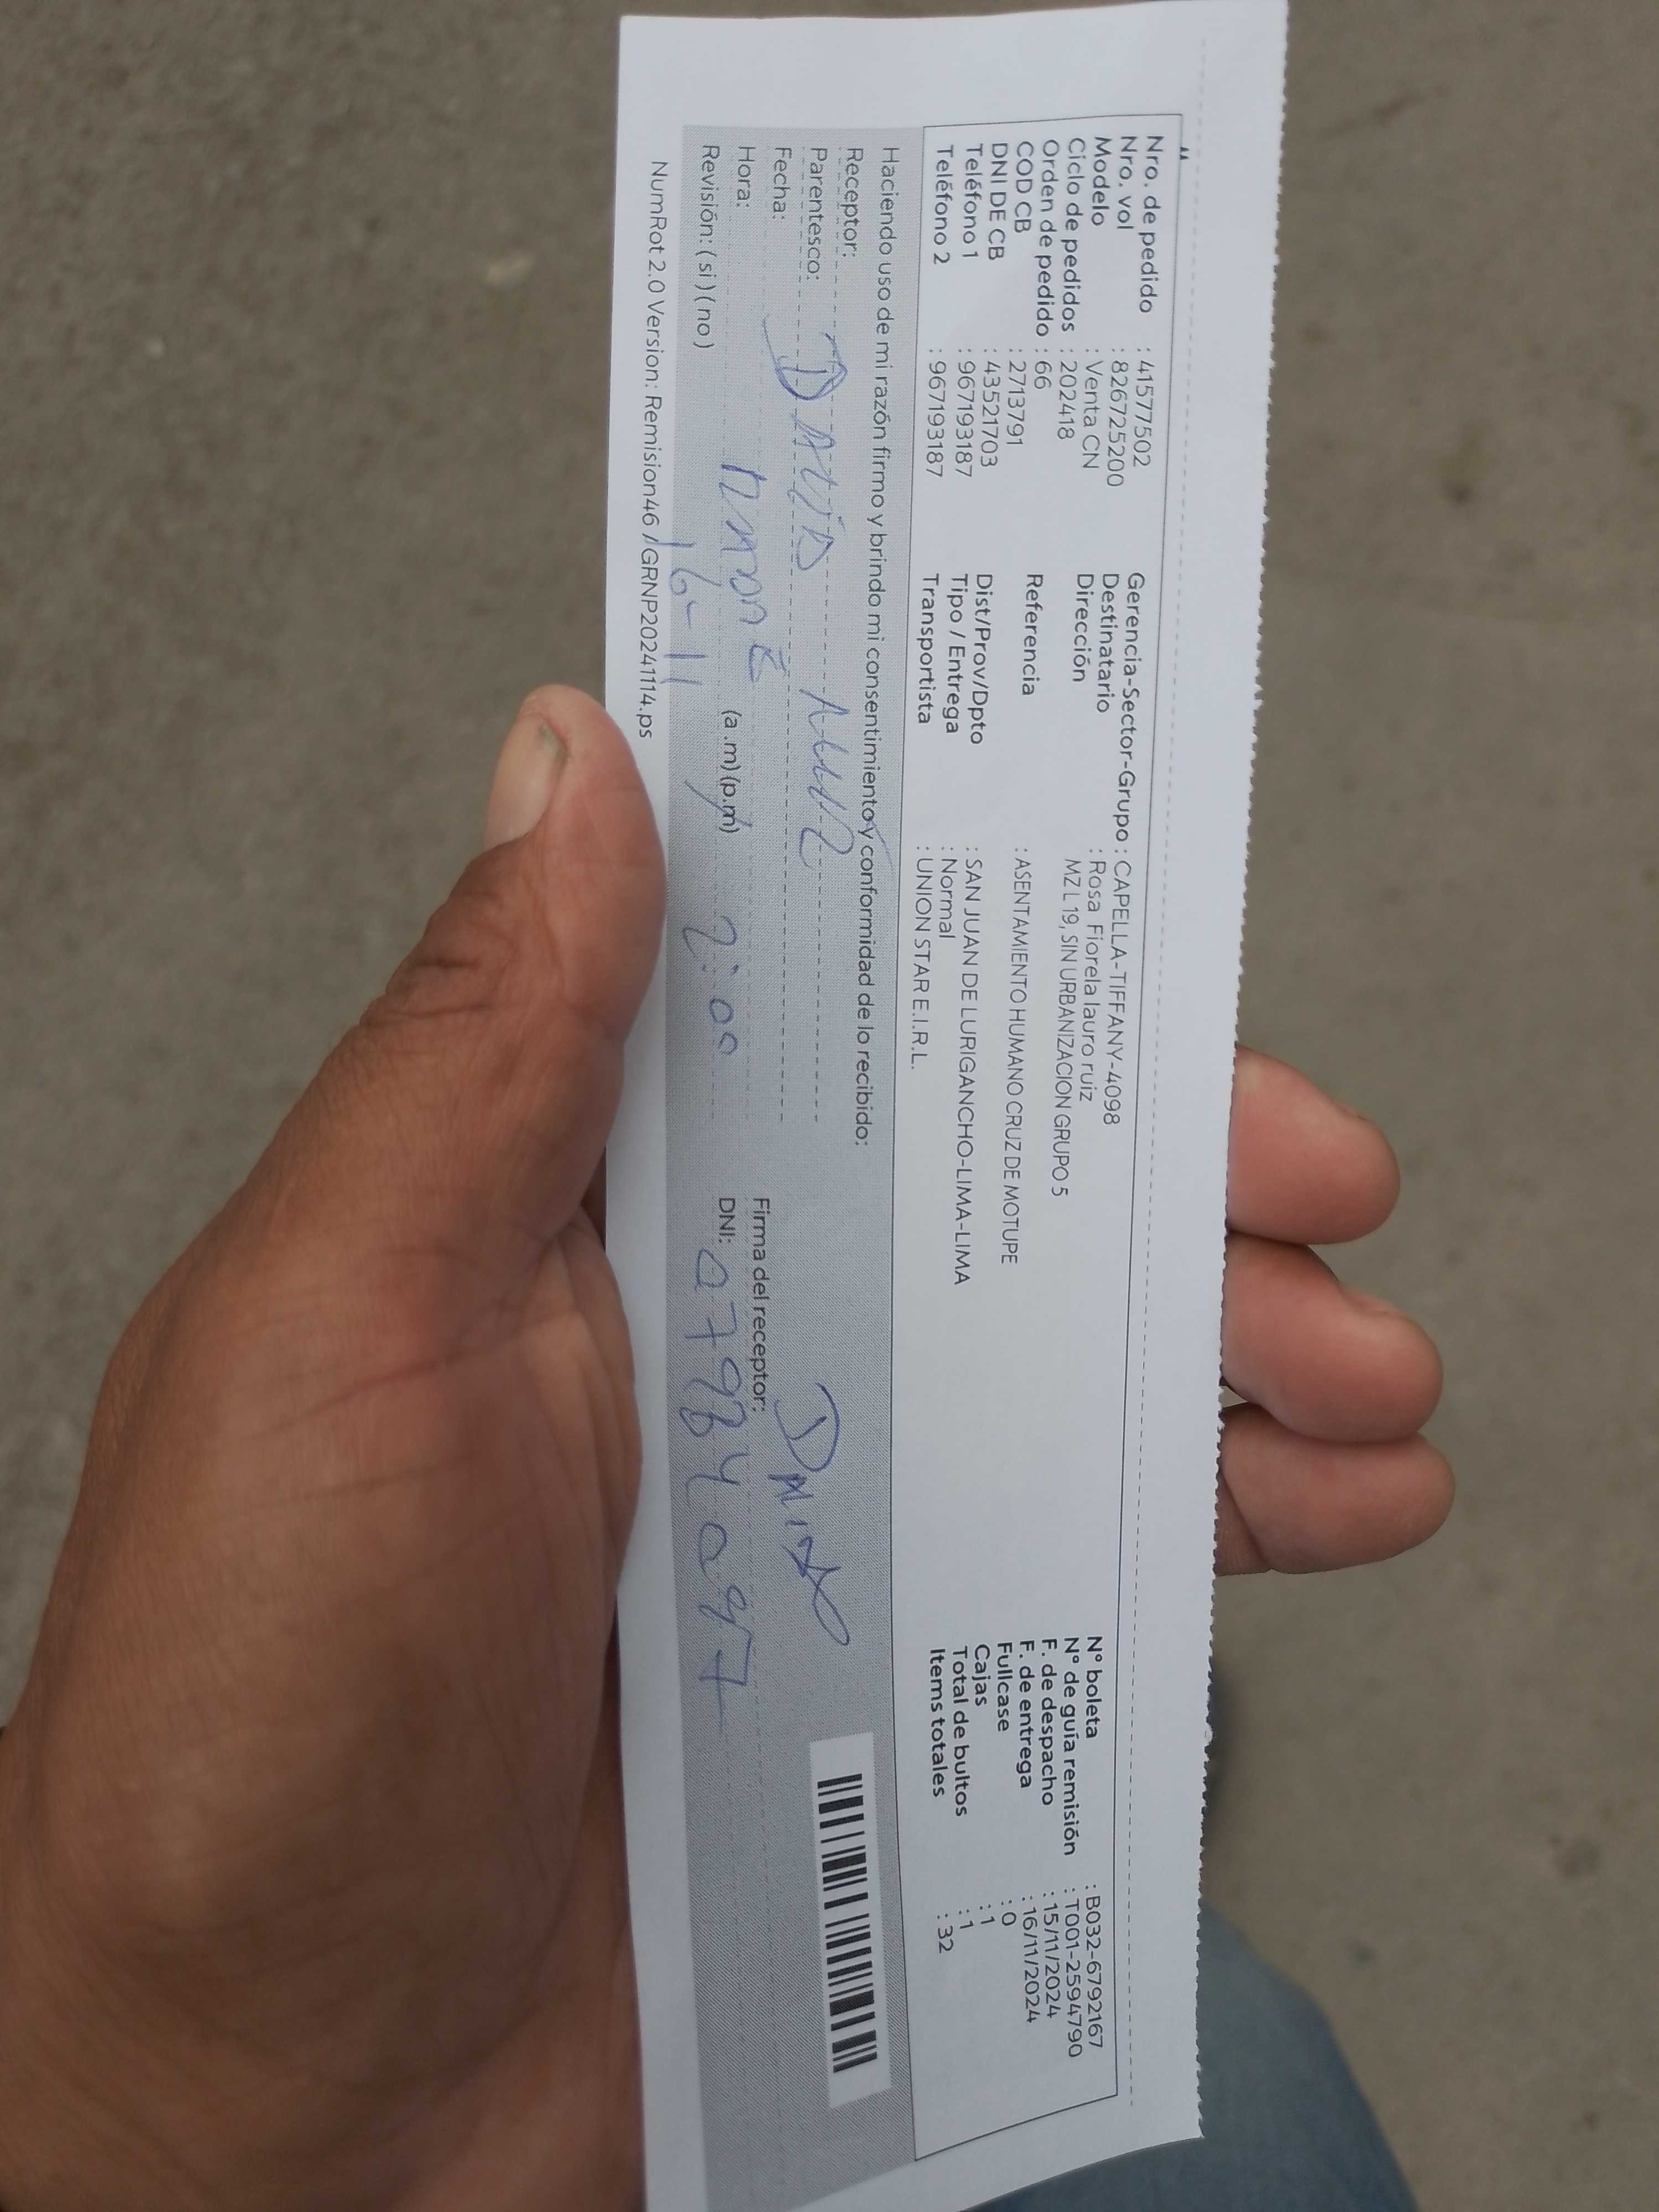 Nro. de pedido : 41577502
Nro. vol : 826725200
Modelo : Venta CN
Ciclo de pedidos : 202418
Orden de pedido : 66
COD CB : 2713791
DNI DE CB : 43521703
Teléfono 1 : 967193187
Teléfono 2 : 967193187
Gerencia-Sector-Grupo : CAPELLA-TIFFANY-4098
Destinatario : Rosa Fiorela lauro ruiz
Dirección MZ L 19, SIN URBANIZACION GRUPO 5
Referencia : ASENTAMIENTO HUMANO CRUZ DE MOTUPE
Dist/Prov/Dpto : SAN JUAN DE LURIGANCHO-LIMA-LIMA
Tipo / Entrega : Normal
Transportista : UNION STAR E.I.R.L.
N° boleta : B032-6792167
N° de guía remisión : T001-2594790
F. de despacho : 15/11/2024
F. de entrega : 16/11/2024
Fullcase : 0
Cajas : 1
Total de bultos : 1
Items totales : 32
Haciendo uso de mi razón firmo y brindo mi consentimiento y conformidad de lo recibido:
Receptor:
Parentesco:
Fecha: 16-11
Hora: (a.m) (p.m) 2:00
Revisión: (si) (no)
Firma del receptor:
DNI: 07984097
NumRot 2.0 Version: Remision46 /GRNP20241114.ps